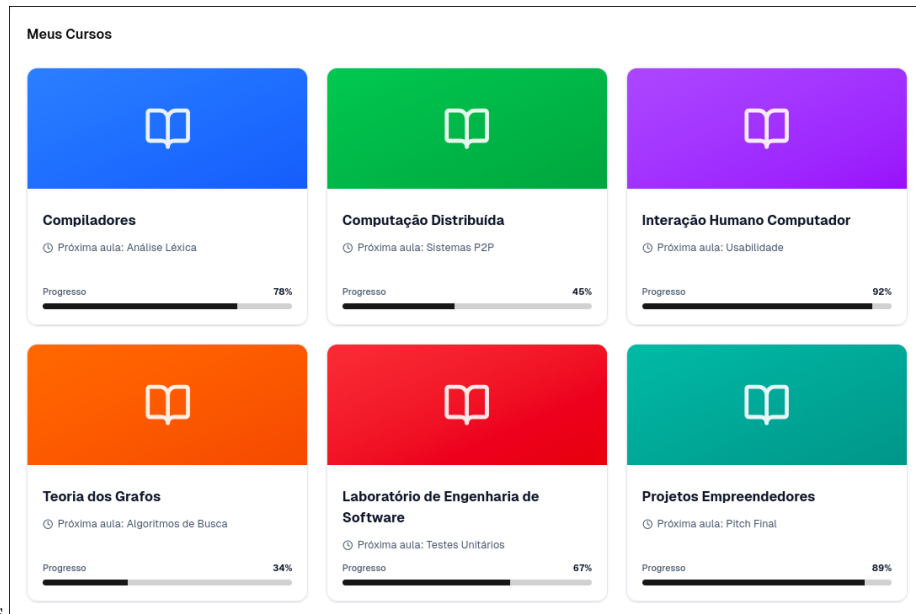 Meus Cursos
Compiladores
Próxima aula: Análise Léxica
Progresso 78%
Computação Distribuída
Próxima aula: Sistemas P2P
Progresso 45%
Interação Humano Computador
Próxima aula: Usabilidade
Progresso 92%
Teoria dos Grafos
Próxima aula: Algoritmos de Busca
Progresso 34%
Laboratório de Engenharia de
Software
Próxima aula: Testes Unitários
Progresso 67%
Projetos Empreendedores
Próxima aula: Pitch Final
Progresso 89%